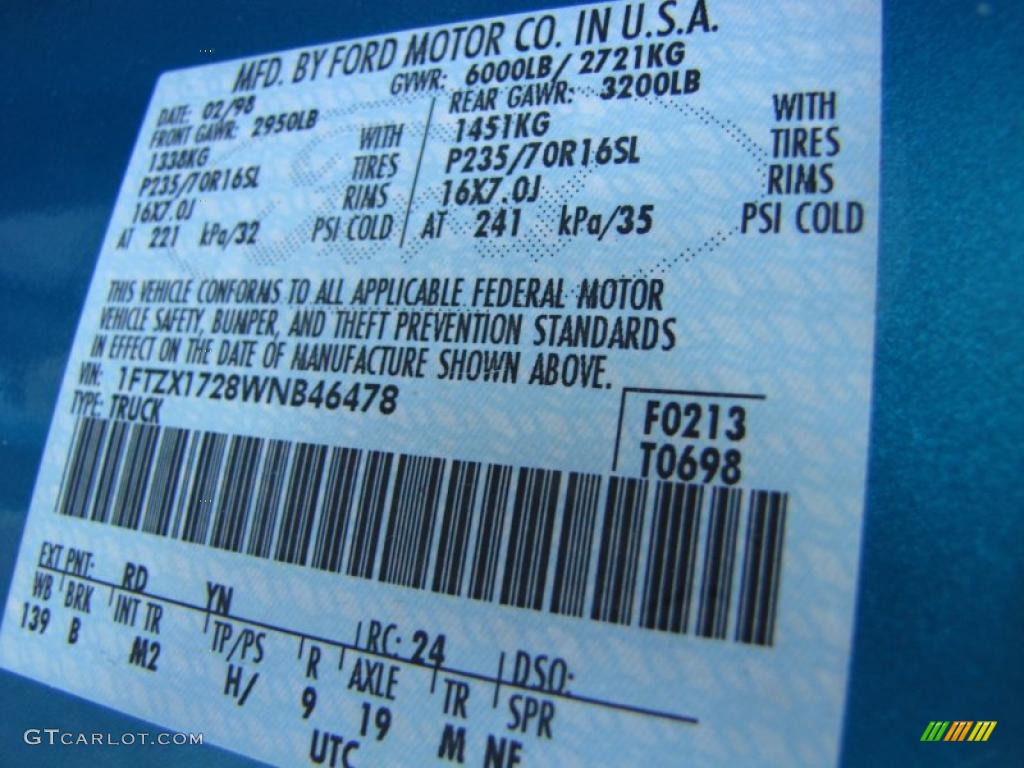 MFD. BY FORD MOTOR CO. IN U.S.A.
DATE: 02/98 GVWR: 6000LB/ 2721KG
FRONT GAWR: 2950LB REAR GAWR: 3200LB
1338KG WITH 1451KG WITH
P235/70R16SL TIRES P235/70R16SL TIRES
16X7.0J RIMS 16X7.0J RIMS
AT 221 kPa/32 PSI COLD AT 241 kPa/35 PSI COLD
THIS VEHICLE CONFORMS TO ALL APPLICABLE FEDERAL MOTOR
VEHICLE SAFETY, BUMPER, AND THEFT PREVENTION STANDARDS
IN EFFECT ON THE DATE OF MANUFACTURE SHOWN ABOVE.
VIN: 1FTZX1728WNB46478
TYPE: TRUCK
F0213
T0698
EXT PNT: RD YN RC: 24 DSO:
WB BRK INT TR TP/PS R AXLE TR SPR
139 B M2 H/ 9 19 M NF
UTC
GTCARLOT.COM